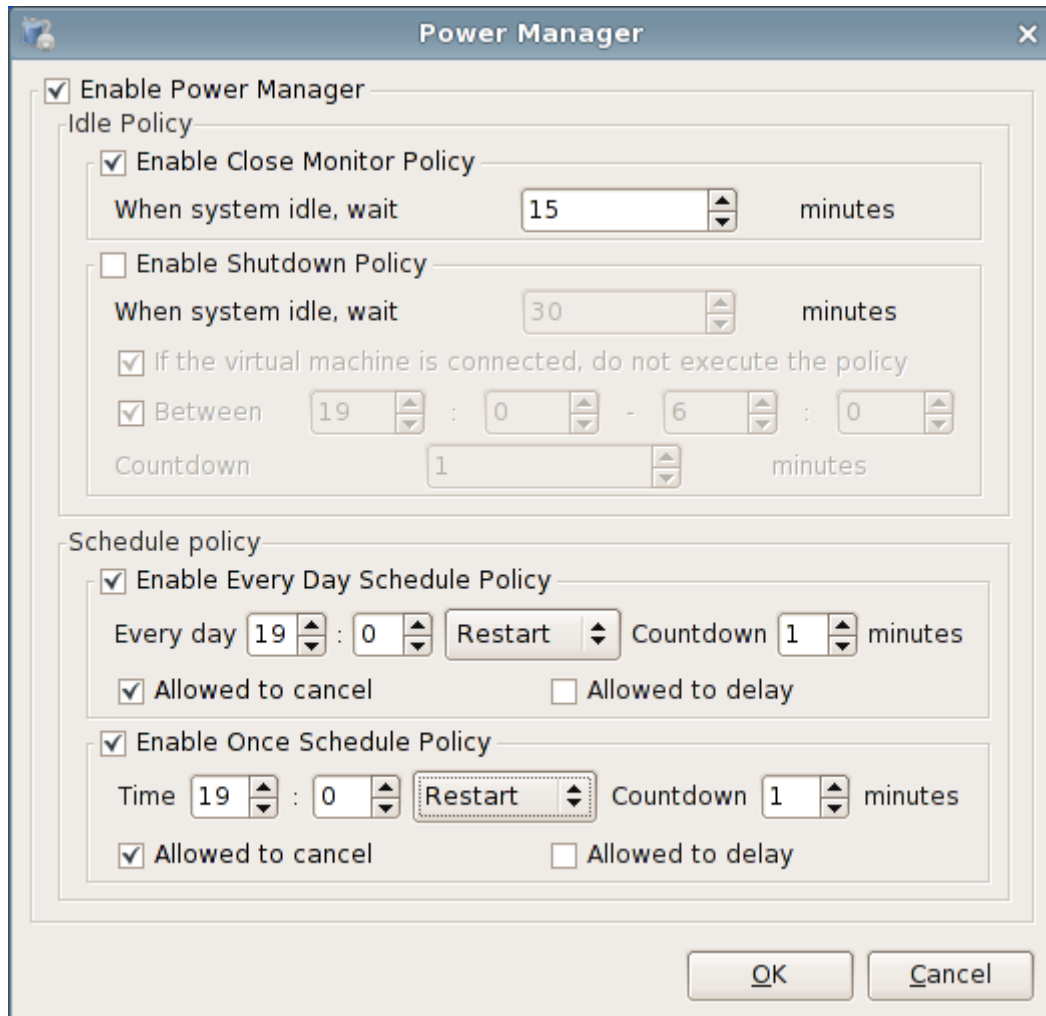 Power Manager
Enable Power Manager
Idle Policy
Enable Close Monitor Policy
When system idle, wait 15 minutes
Enable Shutdown Policy
When system idle, wait 30 minutes
If the virtual machine is connected, do not execute the policy
Between 19 : 0 - 6 : 0
Countdown 1 minutes
Schedule policy
Enable Every Day Schedule Policy
Every day 19 : 0 Restart Countdown 1 minutes
Allowed to cancel Allowed to delay
Enable Once Schedule Policy
Time 19 : 0 Restart Countdown 1 minutes
Allowed to cancel Allowed to delay
OK Cancel